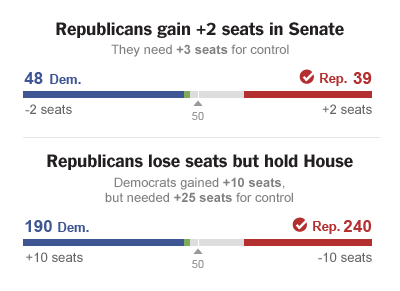 Republicans gain +2 seats in Senate
They need +3 seats for control
48 Dem.
Rep. 39
-2 seats
+2 seats
50
Republicans lose seats but hold House
Democrats gained +10 seats,
but needed +25 seats for control
190 Dem.
Rep. 240
+10 seats
-10 seats
50